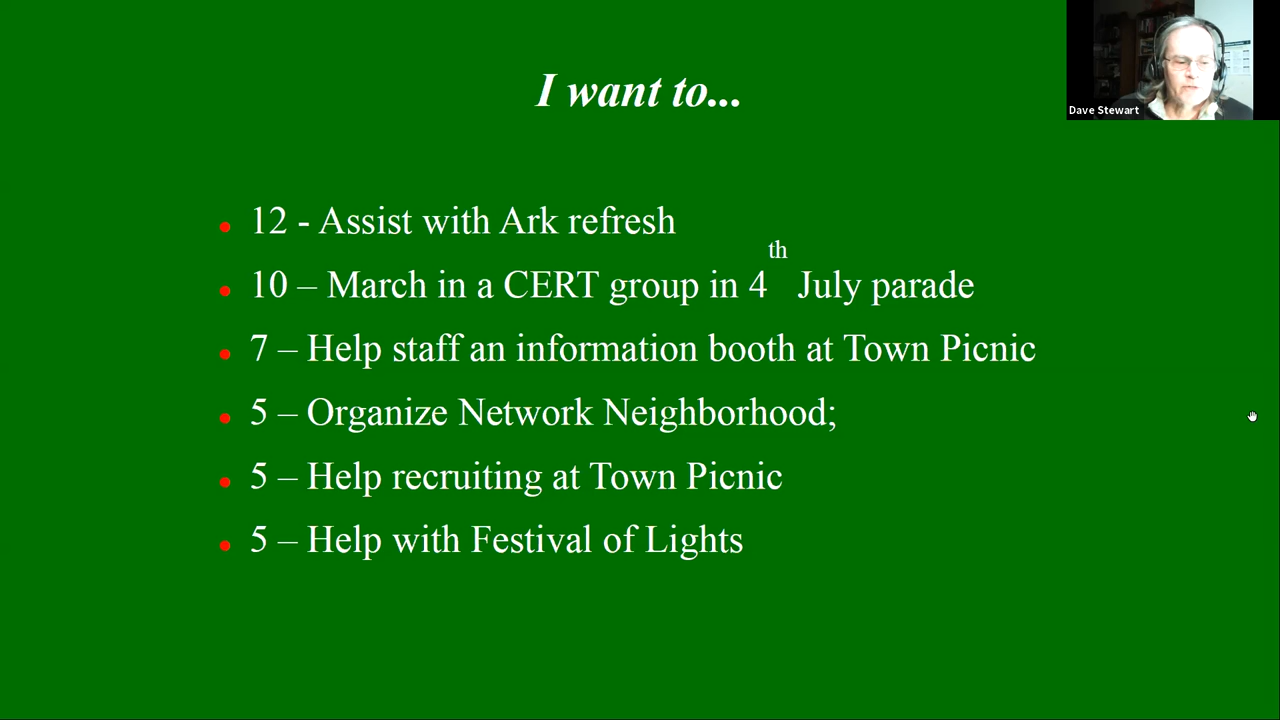 I want to...
Dave Stewart
12 - Assist with Ark refresh
10 – March in a CERT group in 4th July parade
7 – Help staff an information booth at Town Picnic
5 – Organize Network Neighborhood;
5 – Help recruiting at Town Picnic
5 – Help with Festival of Lights